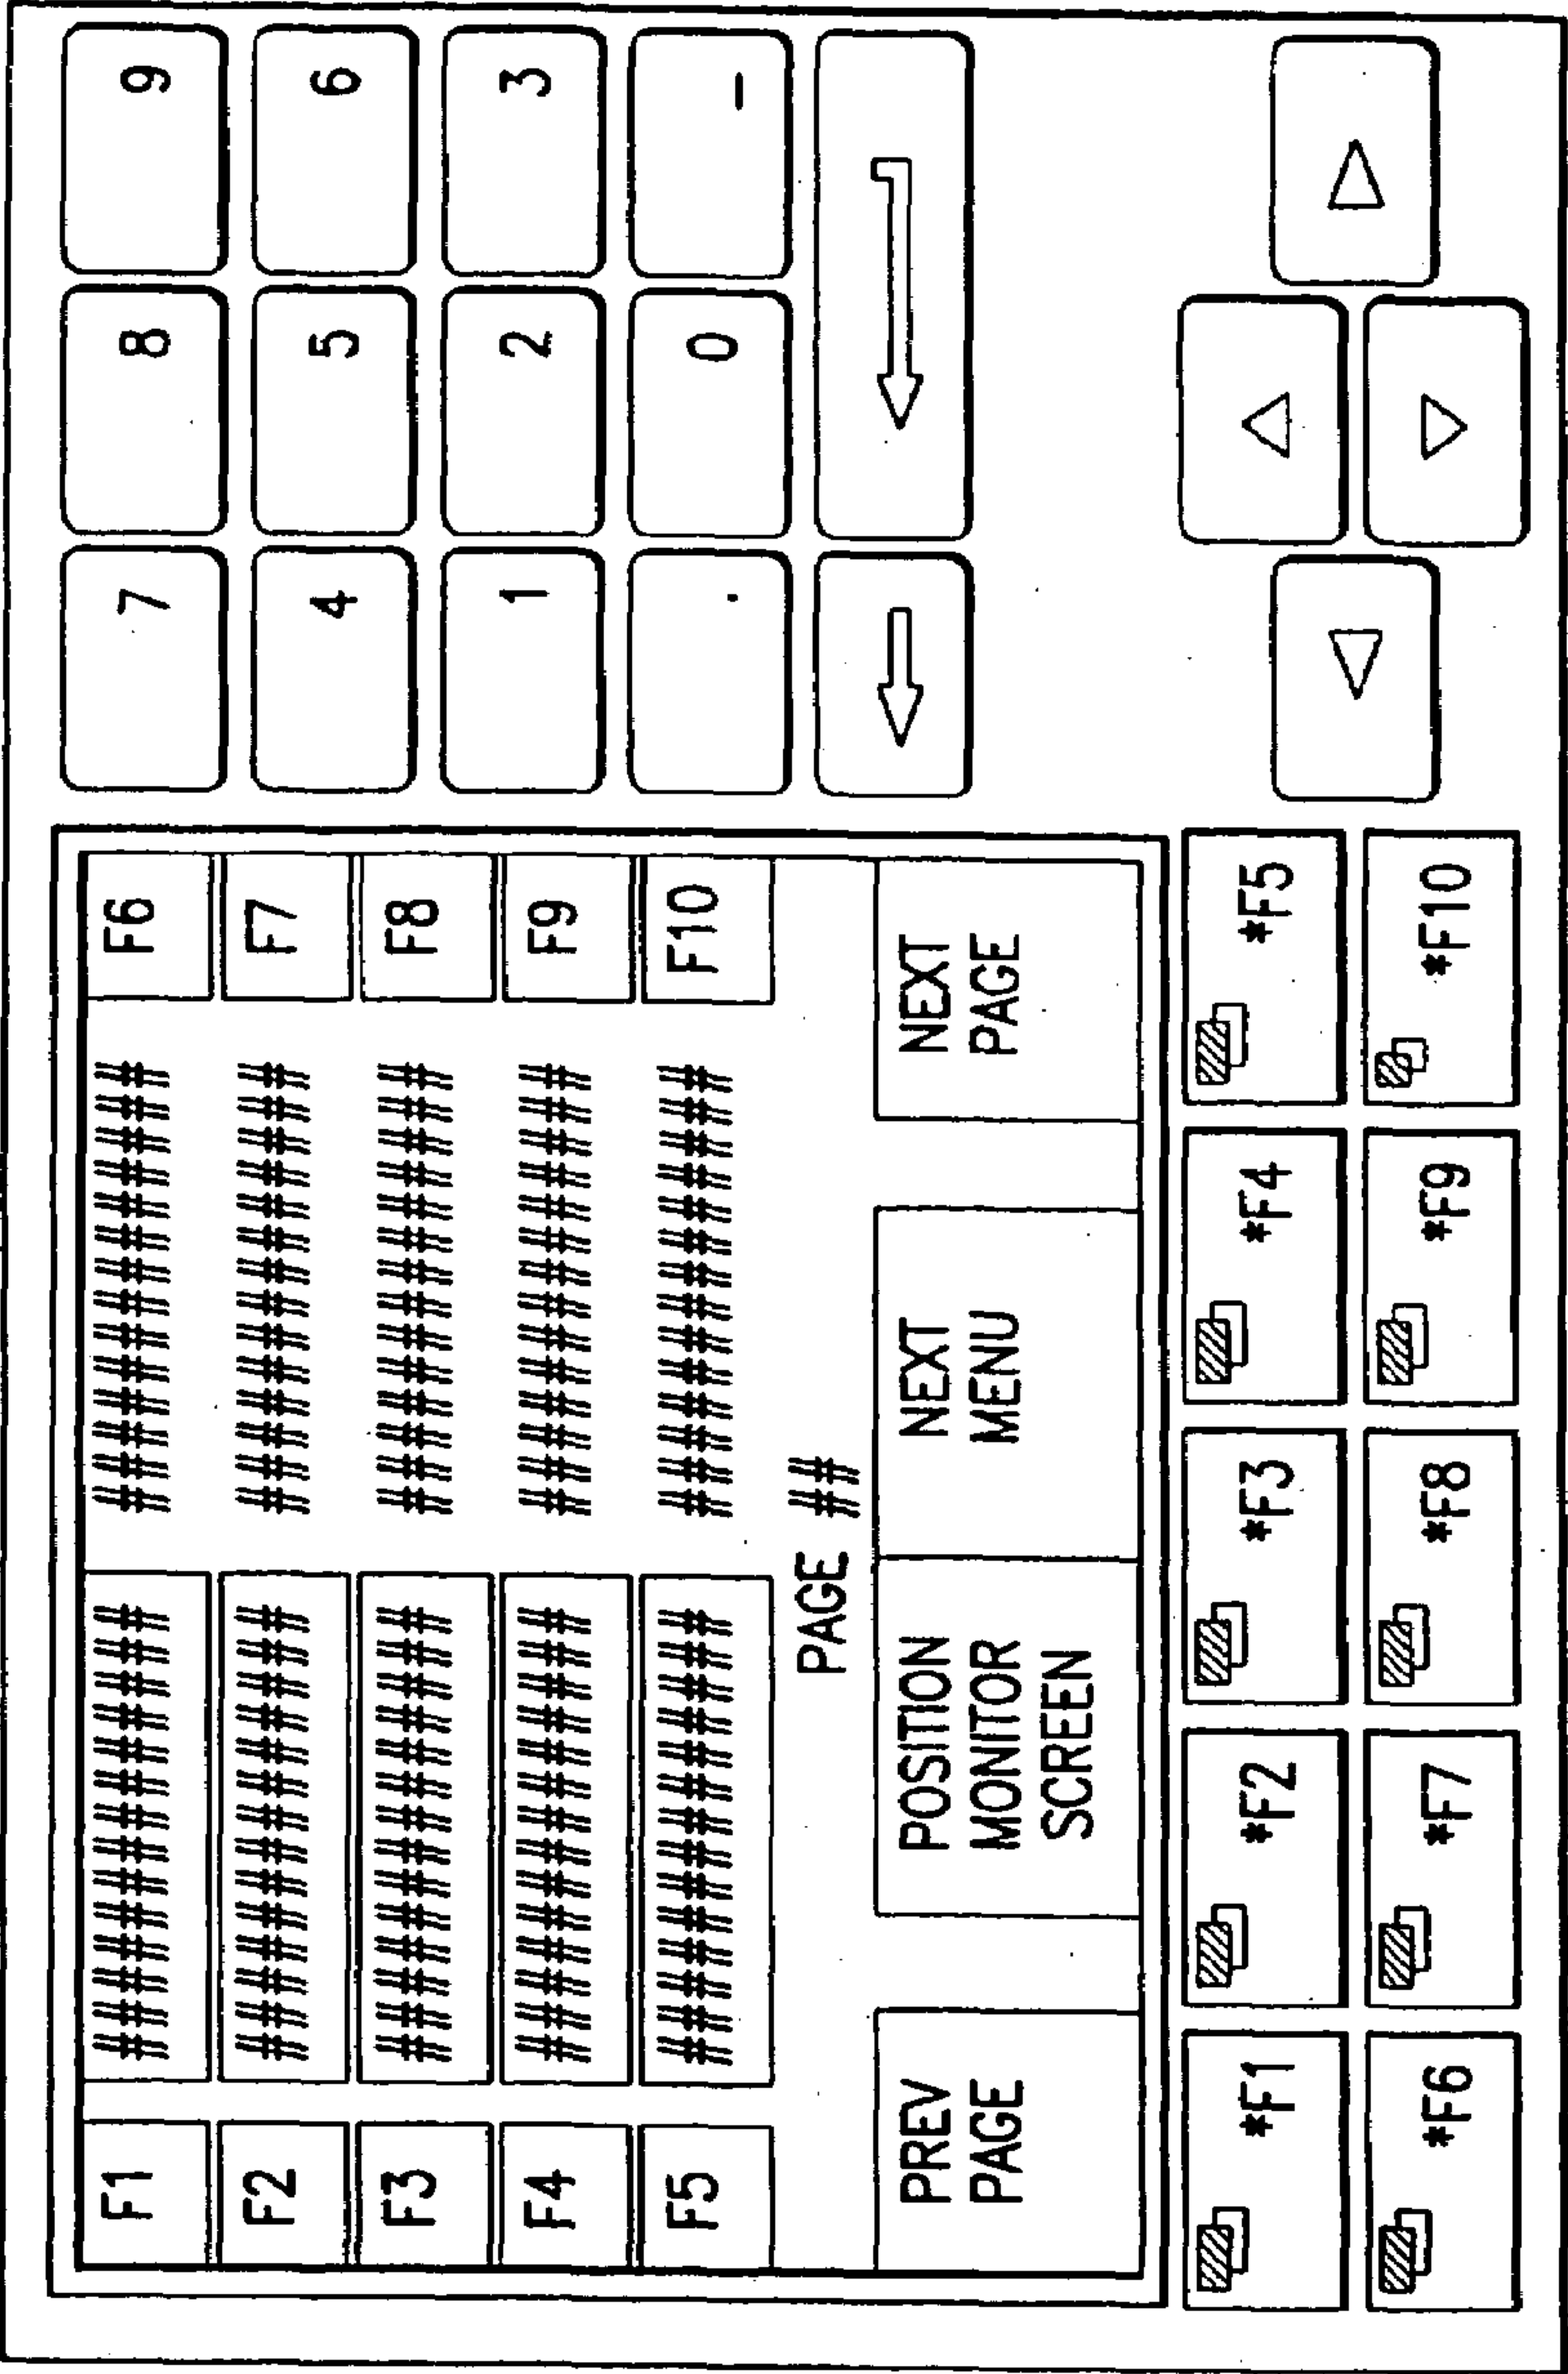 F1 ############## ############## F6
F2 ############## ############## F7
F3 ############## ############## F8
F4 ############## ############## F9
F5 ############## ############## F10
PAGE ##
PREV
PAGE
POSITION
MONITOR
SCREEN
NEXT
MENU
NEXT
PAGE
7 8 9
4 5 6
1 2 3
. 0 -
*F1 *F2 *F3 *F4 *F5
*F6 *F7 *F8 *F9 *F10